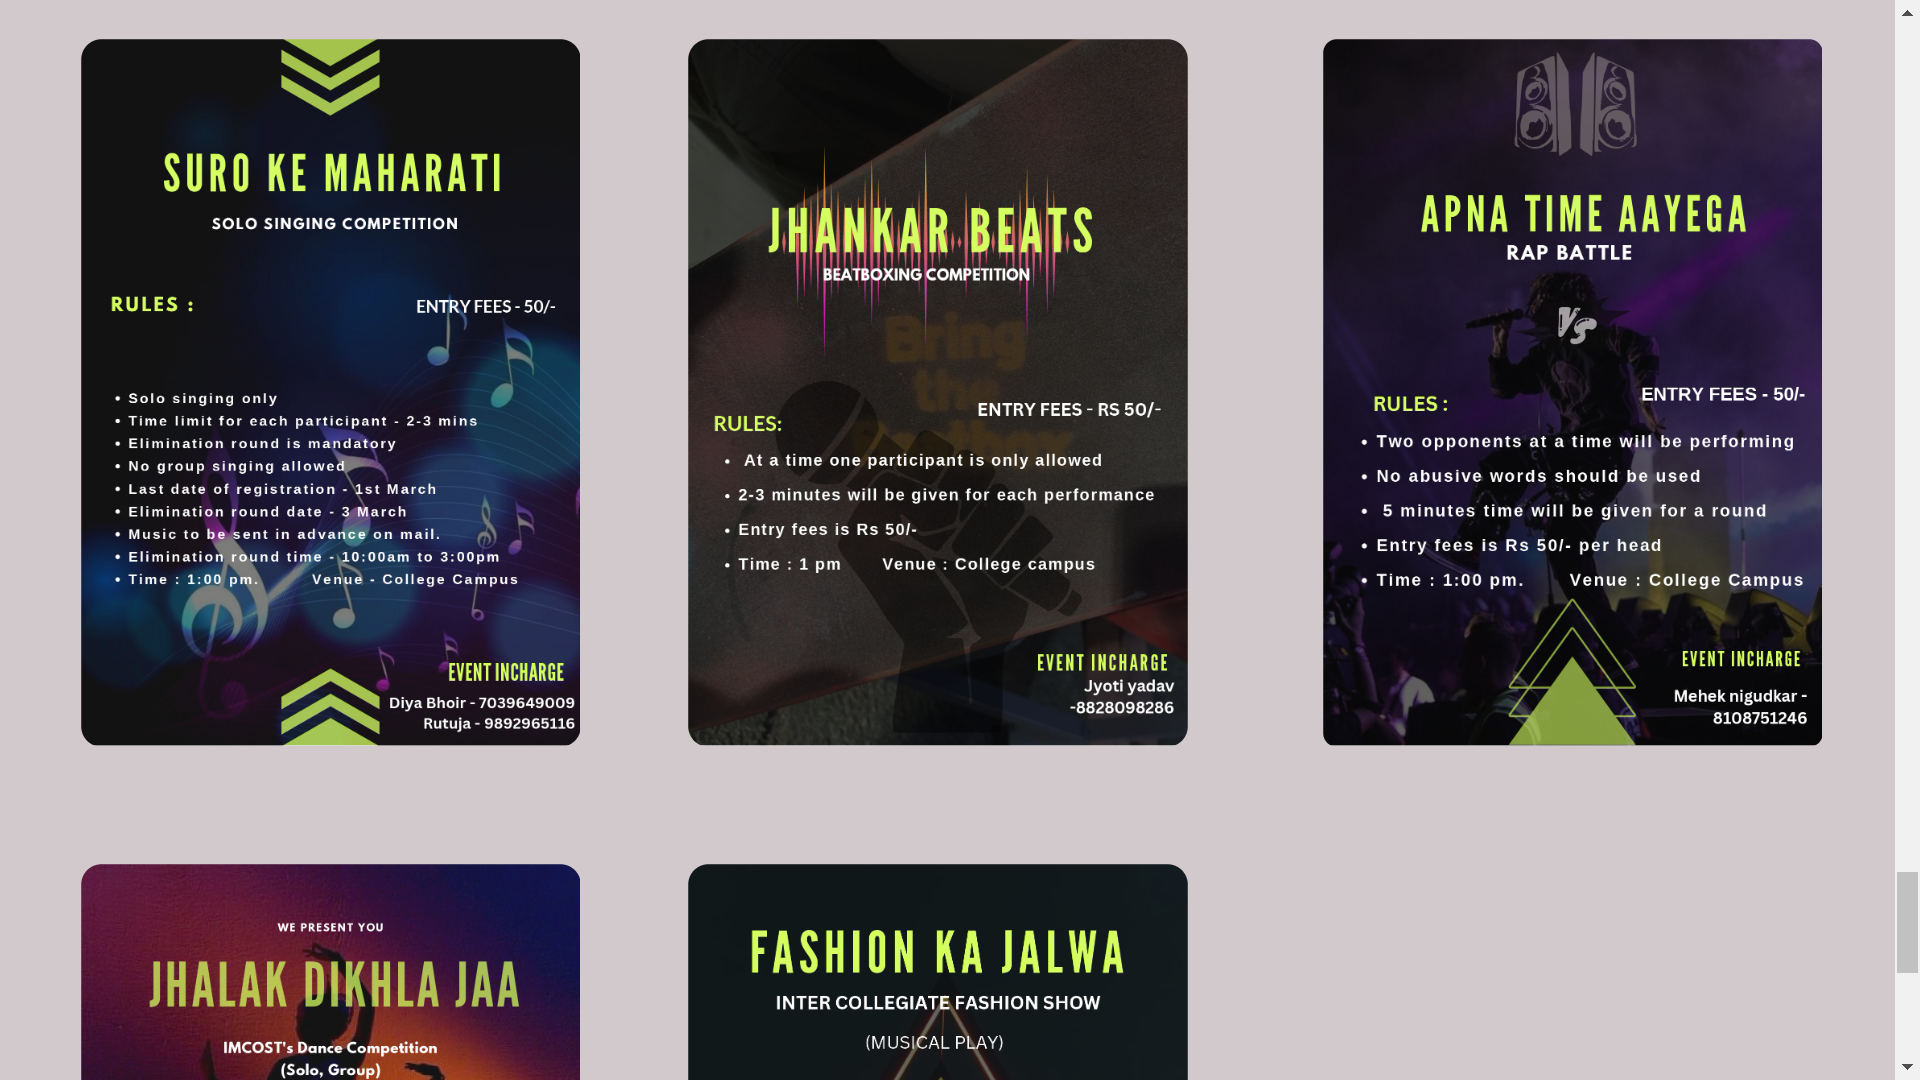 SURO KE MAHARATI
SOLO SINGING COMPETITION
RULES :
ENTRY FEES - 50/-
• Solo singing only
• Time limit for each participant - 2-3 mins
• Elimination round is mandatory
• No group singing allowed
• Last date of registration - 1st March
• Elimination round date - 3 March
• Music to be sent in advance on mail.
• Elimination round time - 10:00am to 3:00pm
• Time : 1:00 pm. Venue - College Campus
EVENT INCHARGE
Diya Bhoir - 7039649009
Rutuja - 9892965116
JHANKAR BEATS
BEATBOXING COMPETITION
Bring
the
ENTRY FEES - RS 50/-
RULES:
• At a time one participant is only allowed
• 2-3 minutes will be given for each performance
• Entry fees is Rs 50/-
• Time : 1 pm Venue : College campus
EVENT INCHARGE
Jyoti yadav
-8828098286
APNA TIME AAYEGA
RAP BATTLE
Vs
ENTRY FEES - 50/-
RULES :
• Two opponents at a time will be performing
• No abusive words should be used
• 5 minutes time will be given for a round
• Entry fees is Rs 50/- per head
• Time : 1:00 pm. Venue : College Campus
EVENT INCHARGE
Mehek nigudkar -
8108751246
WE PRESENT YOU
JHALAK DIKHLA JAA
IMCOST's Dance Competition
(Solo, Group)
FASHION KA JALWA
INTER COLLEGIATE FASHION SHOW
(MUSICAL PLAY)